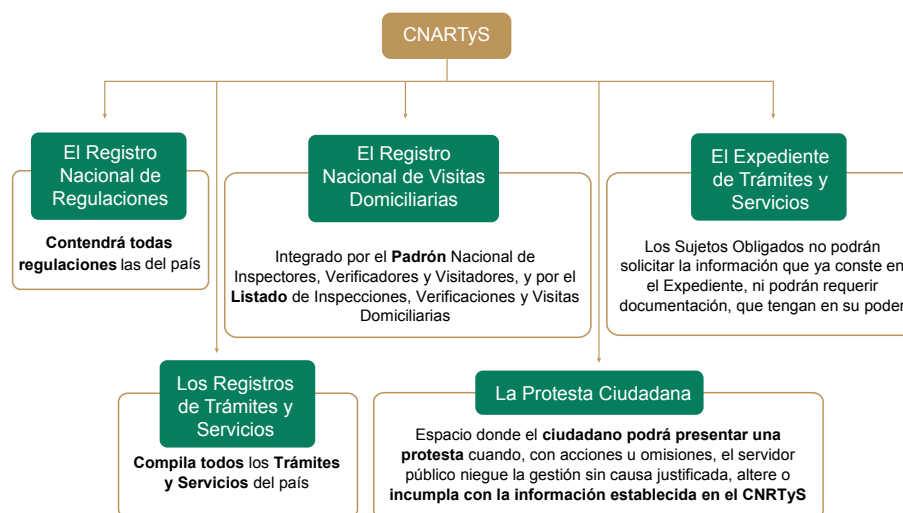 CNARTyS
El Registro
Nacional de
Regulaciones
Contendrá todas
regulaciones las del país
El Registro
Nacional de Visitas
Domiciliarias
Integrado por el Padrón Nacional de
Inspectores, Verificadores y Visitadores, y por el
Listado de Inspecciones, Verificaciones y Visitas
Domiciliarias
El Expediente
de Trámites y
Servicios
Los Sujetos Obligados no podrán
solicitar la información que ya conste en
el Expediente, ni podrán requerir
documentación, que tengan en su poder
Los Registros
de Trámites y
Servicios
Compila todos los Trámites
y Servicios del país
La Protesta Ciudadana
Espacio donde el ciudadano podrá presentar una
protesta cuando, con acciones u omisiones, el servidor
público niegue la gestión sin causa justificada, altere o
incumpla con la información establecida en el CNRTyS